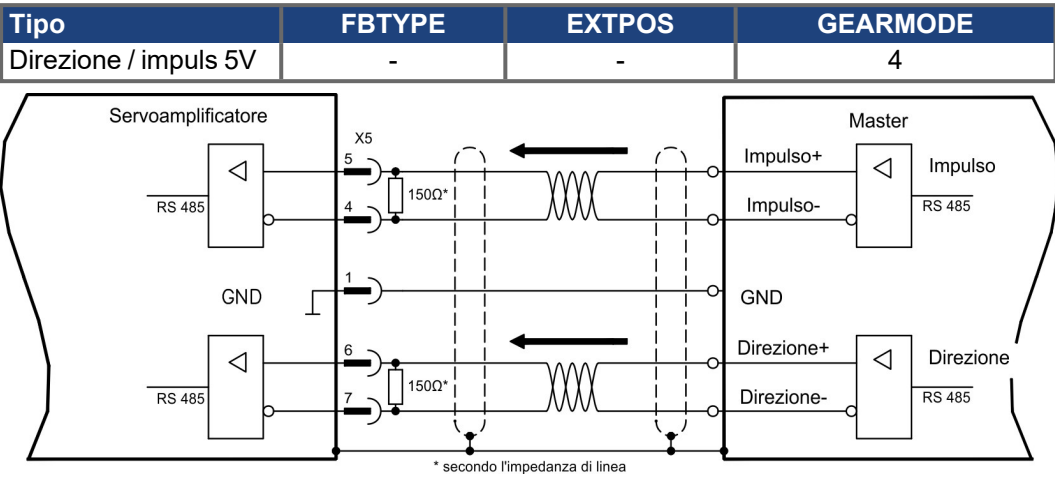 Tipo FBTYPE EXTPOS GEARMODE
Direzione / impuls 5V - - 4
Servoamplificatore
Master
X5
5
150Ω*
4
RS 485
Impulso+
Impulso-
Impulso
RS 485
1
GND
GND
6
150Ω*
7
RS 485
Direzione+
Direzione-
Direzione
RS 485
* secondo l'impedanza di linea